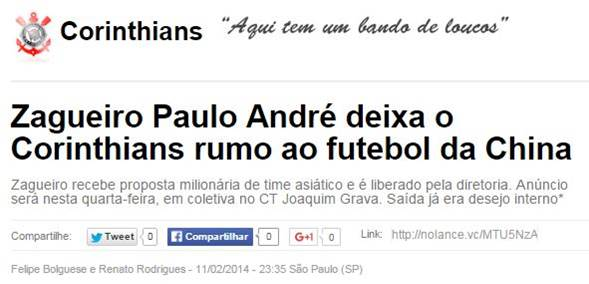 Corinthians "Aqui tem um bando de loucos"
Zagueiro Paulo André deixa o
Corinthians rumo ao futebol da China
Zagueiro recebe proposta milionária de time asiático e é liberado pela diretoria. Anúncio
será nesta quarta-feira, em coletiva no CT Joaquim Grava. Saída já era desejo interno*
Compartilhe: Tweet 0 Compartilhar 0 g+1 0 Link: http://nolance.vc/MTU5NzA
Felipe Bolguese e Renato Rodrigues - 11/02/2014 - 23:35 São Paulo (SP)